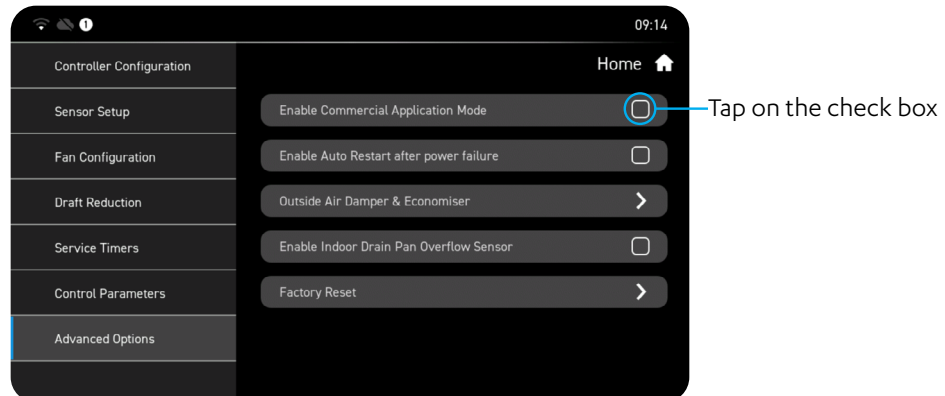 1
09:14
Controller Configuration
Home
Sensor Setup
Enable Commercial Application Mode
Tap on the check box
Fan Configuration
Enable Auto Restart after power failure
Draft Reduction
Outside Air Damper & Economiser
Service Timers
Enable Indoor Drain Pan Overflow Sensor
Control Parameters
Factory Reset
Advanced Options